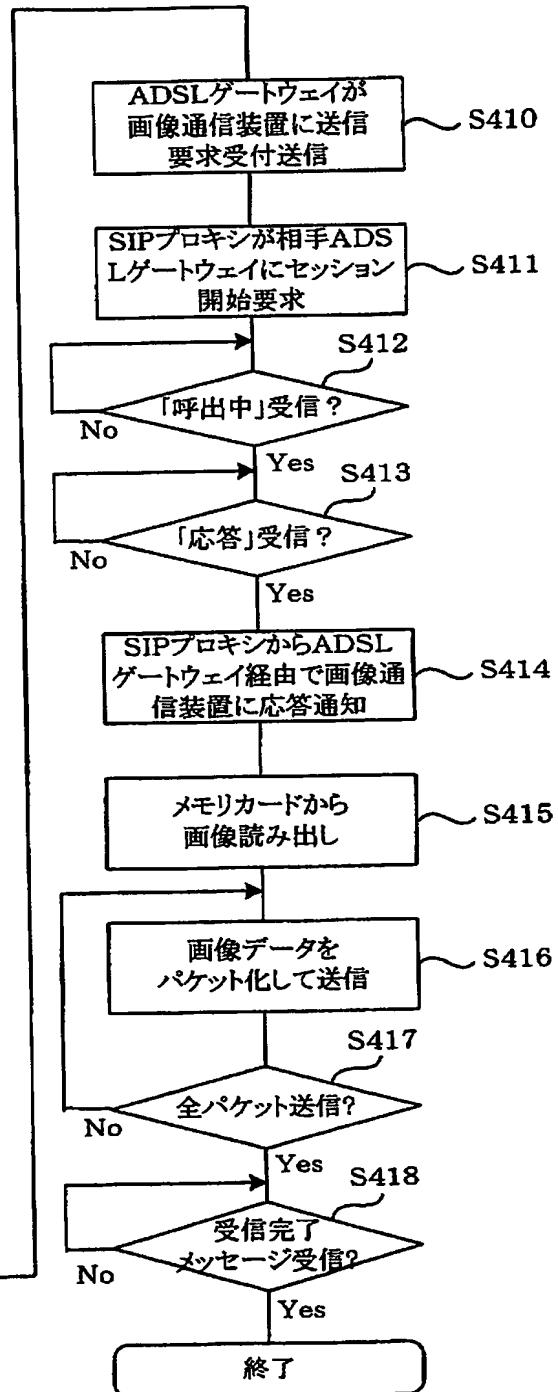 ADSLゲートウェイが
画像通信装置に送信
要求受付送信
S410
SIPプロキシが相手ADS
Lゲートウェイにセッション
開始要求
S411
S412
「呼出中」受信?
No
Yes
S413
「応答」受信?
No
Yes
SIPプロキシからADSL
ゲートウェイ経由で画像通
信装置に応答通知
S414
メモリカードから
画像読み出し
S415
画像データを
パケット化して送信
S416
S417
全パケット送信?
No
Yes
S418
受信完了
メッセージ受信?
No
Yes
終了